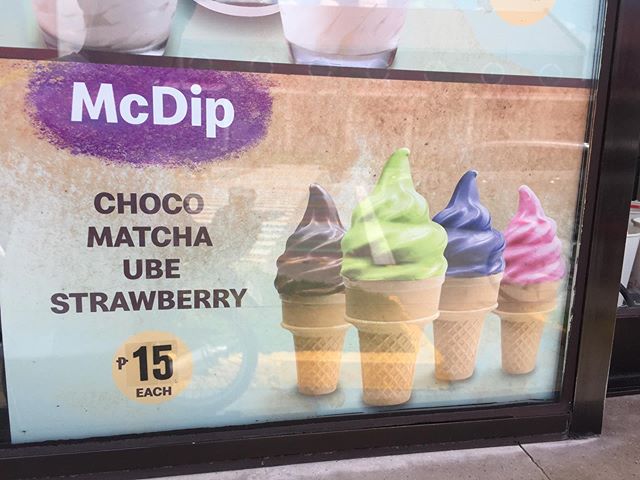 McDip
CHOCO
MATCHA
UBE
STRAWBERRY
₱15
EACH